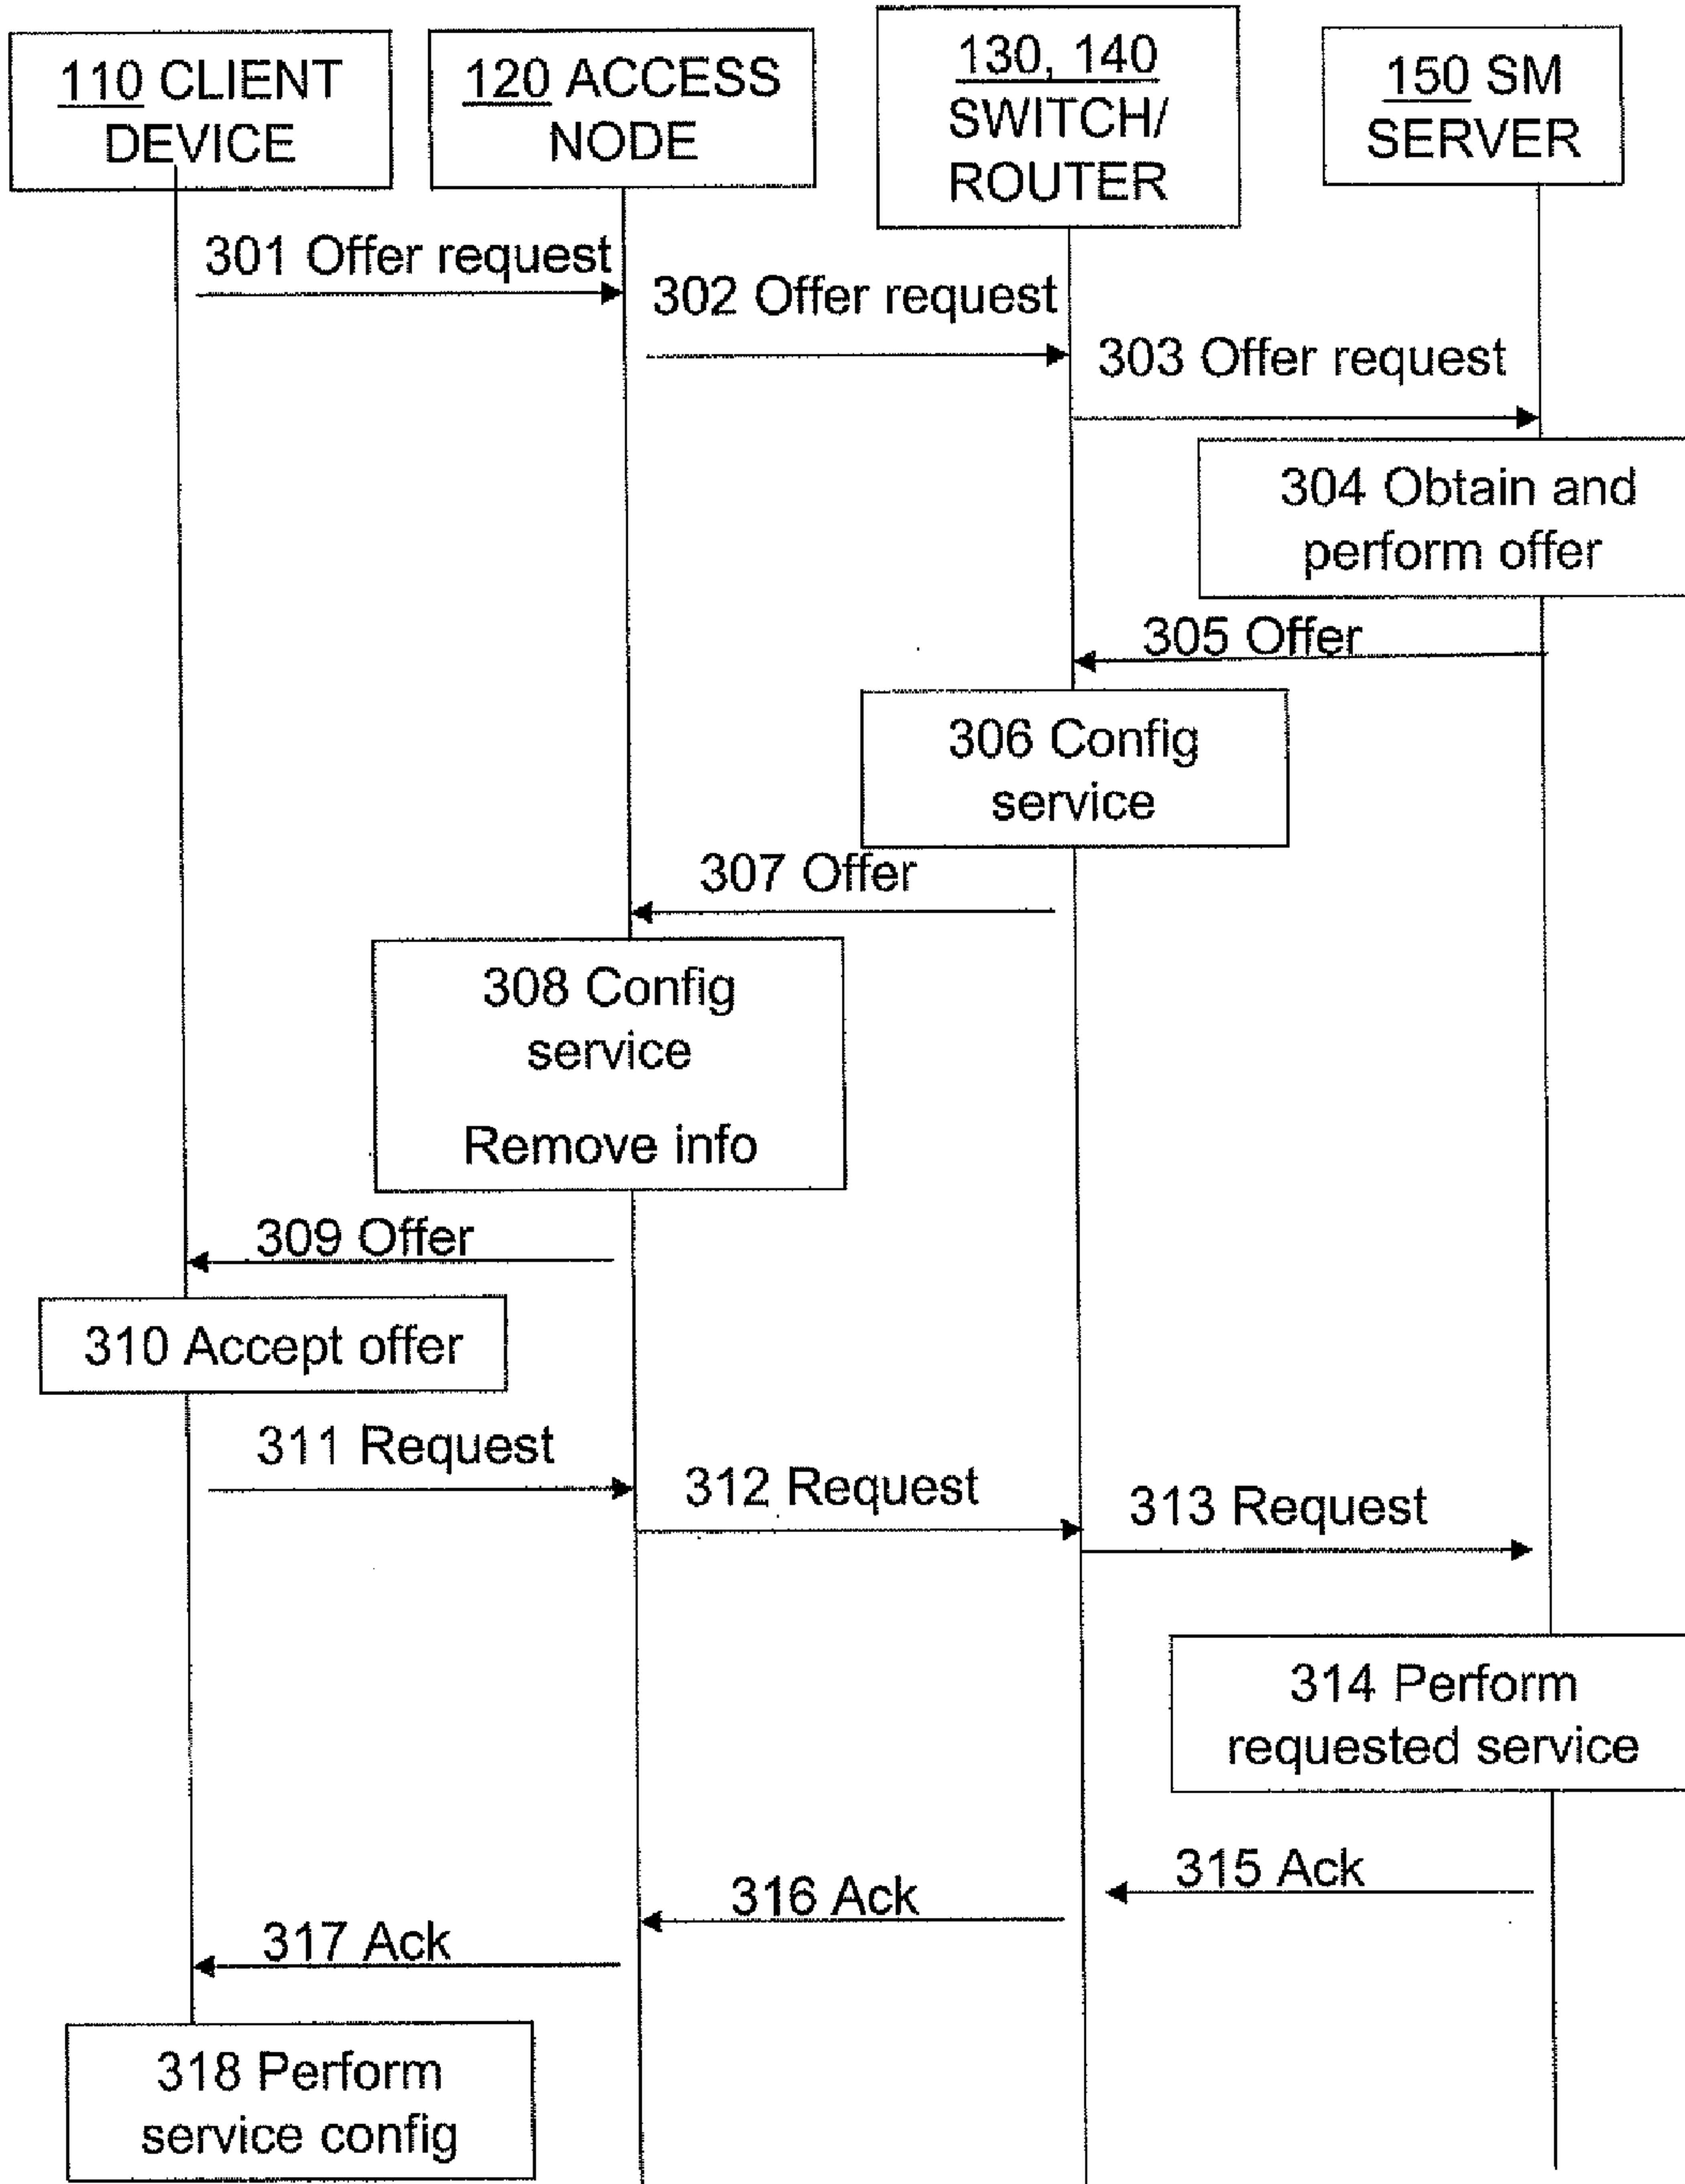 110 CLIENT
DEVICE
120 ACCESS
NODE
130, 140
SWITCH/
ROUTER
150 SM
SERVER
301 Offer request
302 Offer request
303 Offer request
304 Obtain and
perform offer
305 Offer
306 Config
service
307 Offer
308 Config
service
Remove info
309 Offer
310 Accept offer
311 Request
312 Request
313 Request
314 Perform
requested service
315 Ack
316 Ack
317 Ack
318 Perform
service config